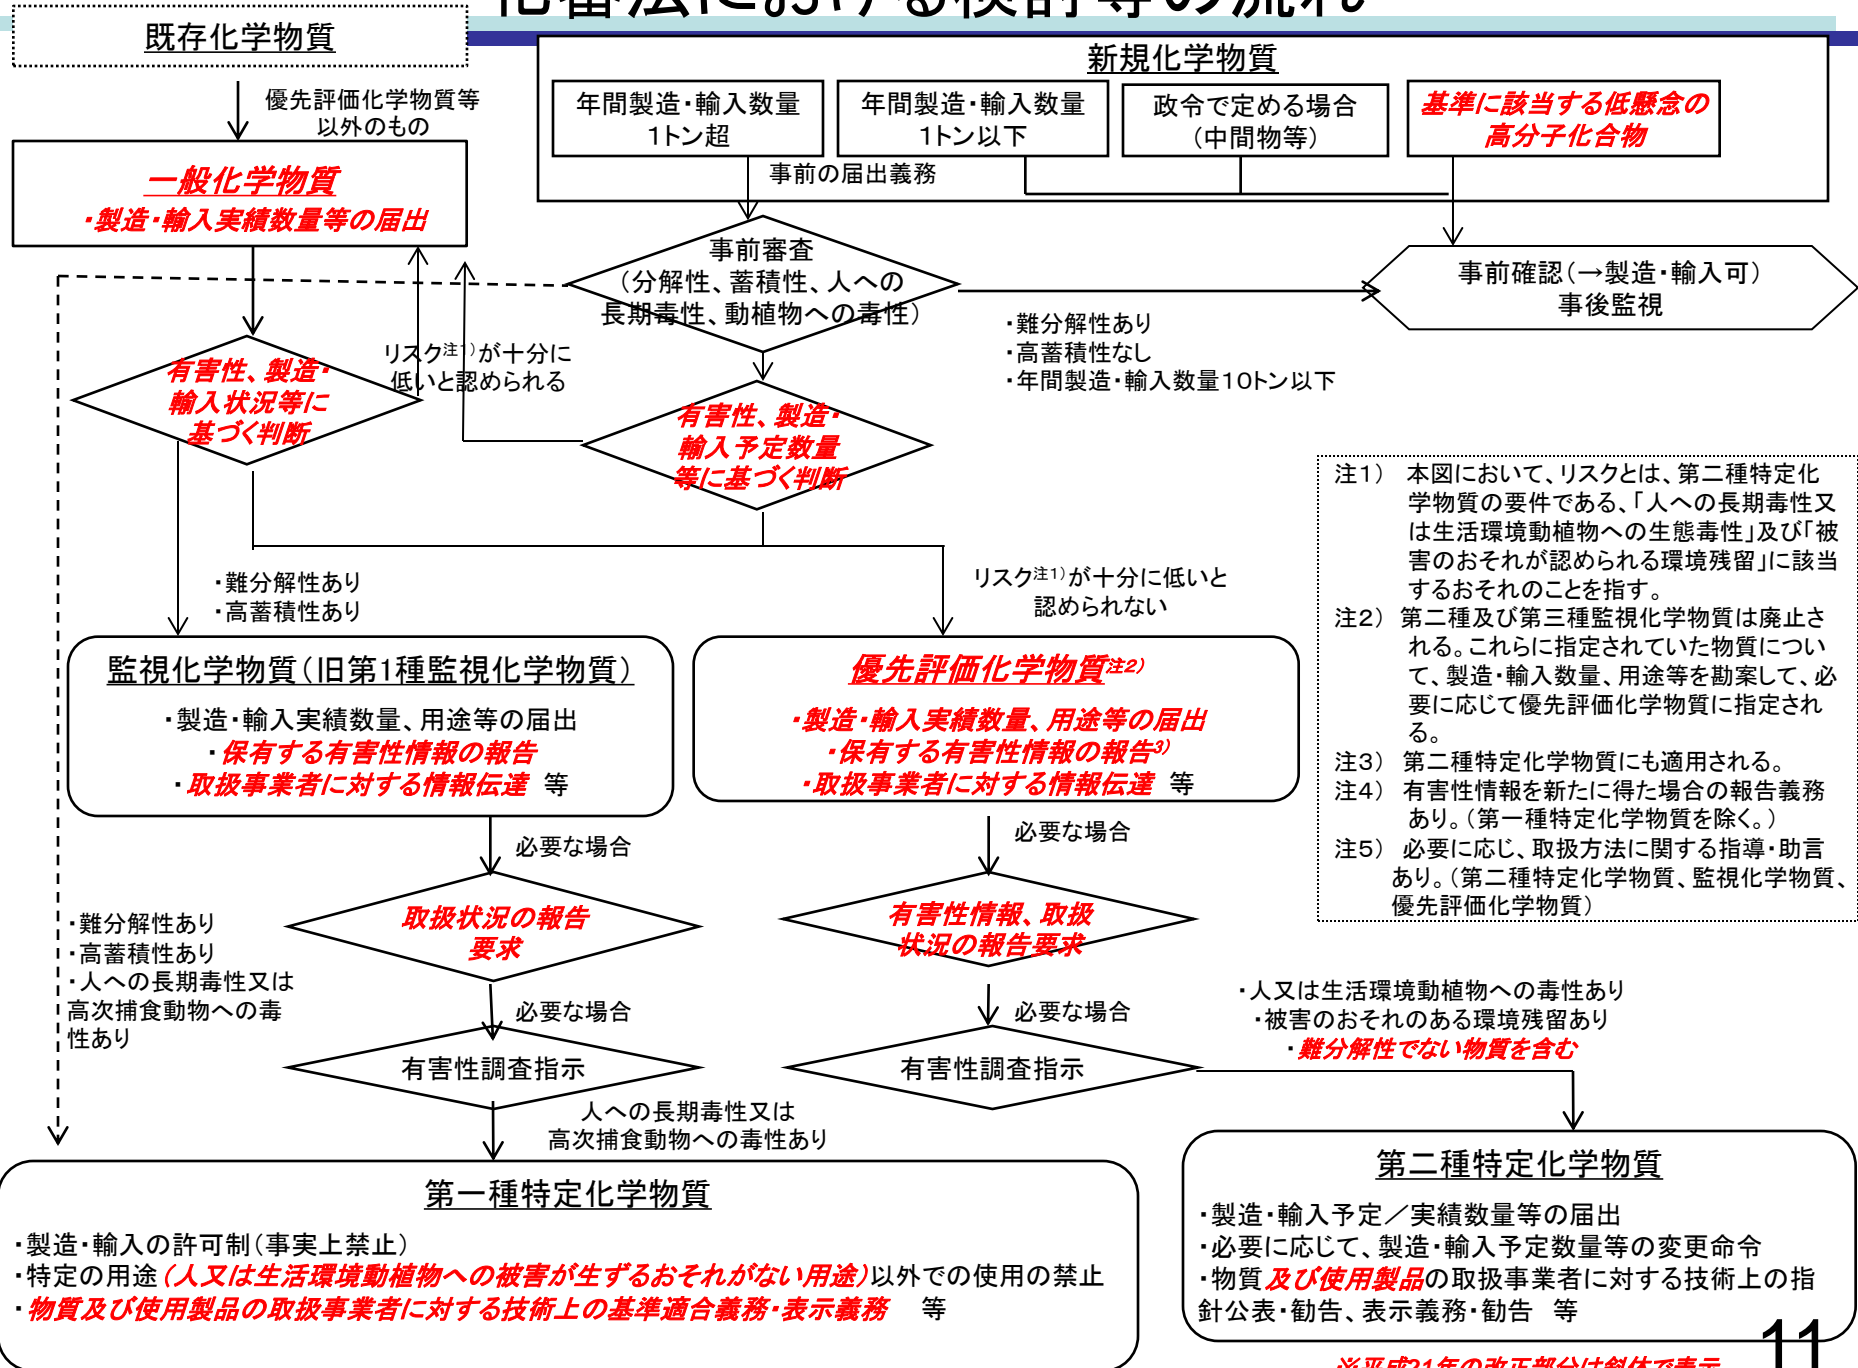 化審法における検討等の流れ
既存化学物質
優先評価化学物質等
以外のもの
一般化学物質
・製造・輸入実績数量等の届出
新規化学物質
年間製造・輸入数量
1トン超
年間製造・輸入数量
1トン以下
政令で定める場合
(中間物等)
基準に該当する低懸念の
高分子化合物
事前の届出義務
事前審査
(分解性、蓄積性、人への
長期毒性、動植物への毒性)
事前確認(→製造・輸入可)
事後監視
・難分解性あり
・高蓄積性なし
・年間製造・輸入数量10トン以下
有害性、製造・
輸入状況等に
基づく判断
リスク注1)が十分に
低いと認められる
有害性、製造・
輸入予定数量
等に基づく判断
・難分解性あり
・高蓄積性あり
リスク注1)が十分に低いと
認められない
注1) 本図において、リスクとは、第二種特定化
学物質の要件である、「人への長期毒性又
は生活環境動植物への生態毒性」及び「被
害のおそれが認められる環境残留」に該当
するおそれのことを指す。
注2) 第二種及び第三種監視化学物質は廃止さ
れる。これらに指定されていた物質につい
て、製造・輸入数量、用途等を勘案して、必
要に応じて優先評価化学物質に指定され
る。
注3) 第二種特定化学物質にも適用される。
注4) 有害性情報を新たに得た場合の報告義務
あり。(第一種特定化学物質を除く。)
注5) 必要に応じ、取扱方法に関する指導・助言
あり。(第二種特定化学物質、監視化学物質、
優先評価化学物質)
監視化学物質(旧第1種監視化学物質)
・製造・輸入実績数量、用途等の届出
・保有する有害性情報の報告
・取扱事業者に対する情報伝達 等
優先評価化学物質注2)
・製造・輸入実績数量、用途等の届出
・保有する有害性情報の報告3)
・取扱事業者に対する情報伝達 等
必要な場合
必要な場合
取扱状況の報告
要求
有害性情報、取扱
状況の報告要求
・難分解性あり
・高蓄積性あり
・人への長期毒性又は
高次捕食動物への毒
性あり
必要な場合
必要な場合
有害性調査指示
有害性調査指示
・人又は生活環境動植物への毒性あり
・被害のおそれのある環境残留あり
・難分解性でない物質を含む
人への長期毒性又は
高次捕食動物への毒性あり
第一種特定化学物質
・製造・輸入の許可制(事実上禁止)
・特定の用途(人又は生活環境動植物への被害が生ずるおそれがない用途)以外での使用の禁止
・物質及び使用製品の取扱事業者に対する技術上の基準適合義務・表示義務 等
第二種特定化学物質
・製造・輸入予定/実績数量等の届出
・必要に応じて、製造・輸入予定数量等の変更命令
・物質及び使用製品の取扱事業者に対する技術上の指
針公表・勧告、表示義務・勧告 等
11
※平成21年の改正部分は斜体で表示